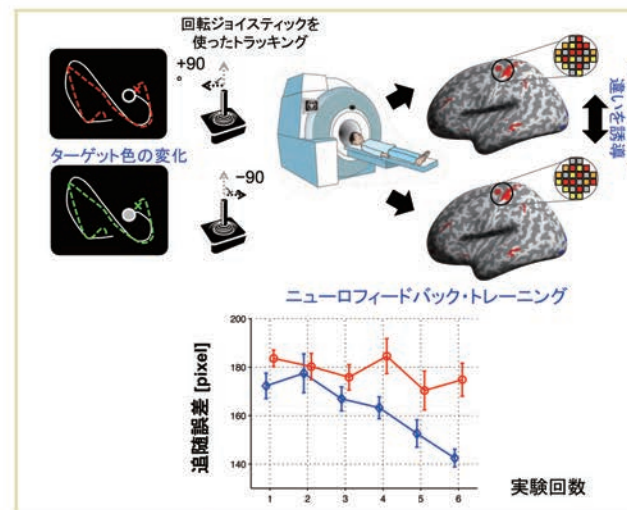 回転ジョイスティックを
使ったトラッキング
+90
°
ターゲット色の変化
-90
違いを誘導
ニューロフィードバック・トレーニング
追随誤差 [pixel]
200
180
160
140
1 2 3 4 5 6
実験回数